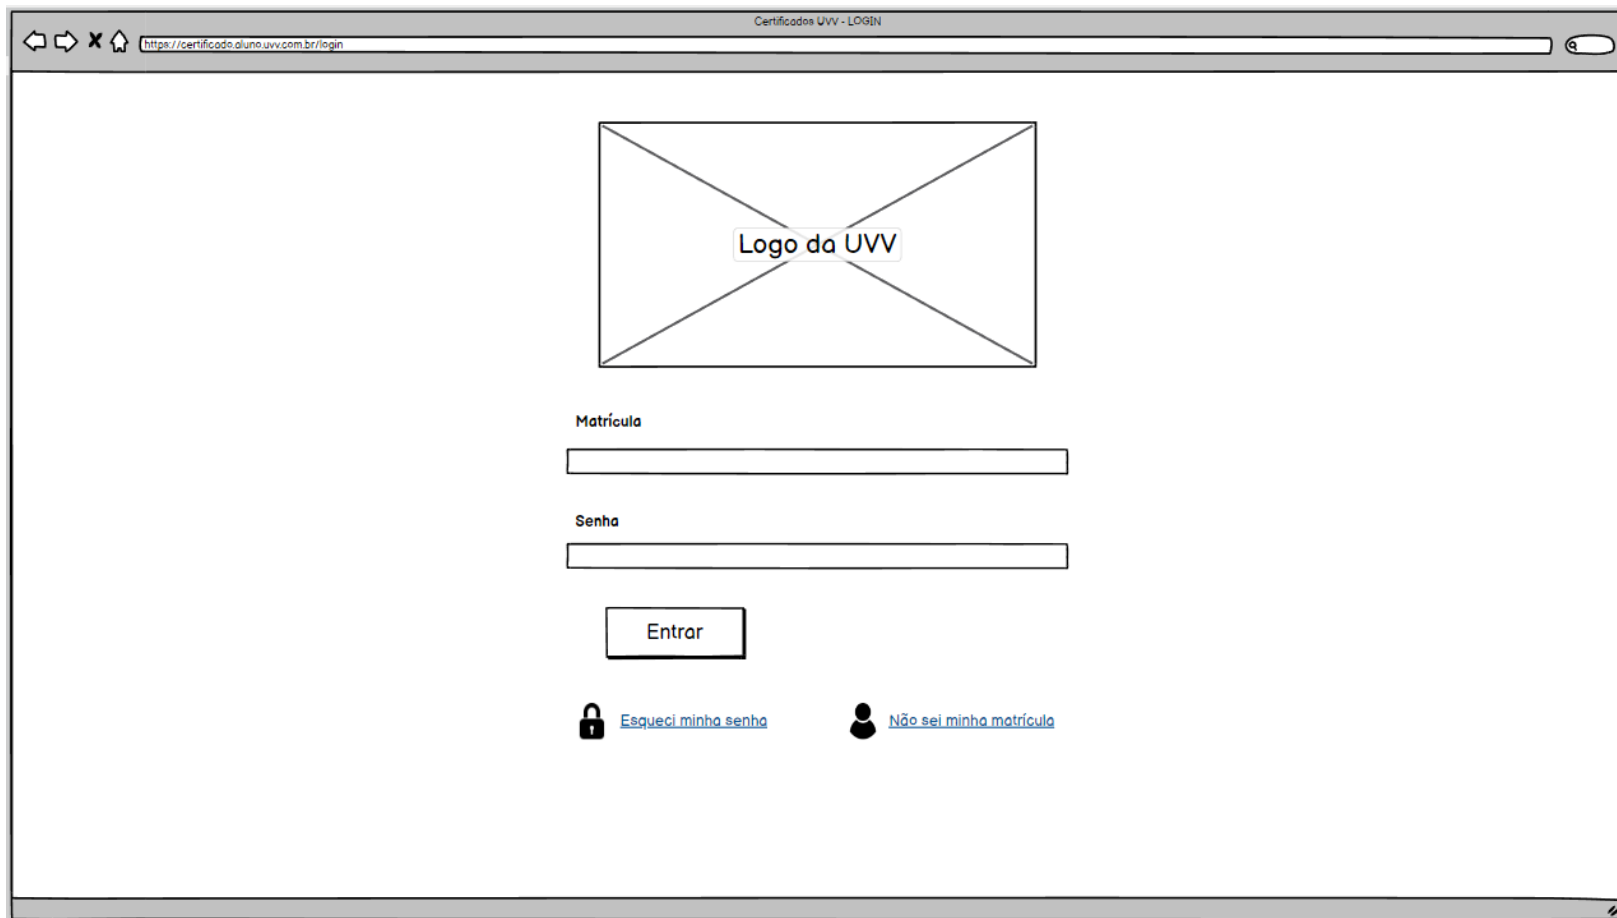 Certificados UVV - LOGIN
https://certificado.aluno.uvv.com.br/login
Logo da UVV
Matrícula
Senha
Entrar
Esqueci minha senha
Não sei minha matrícula